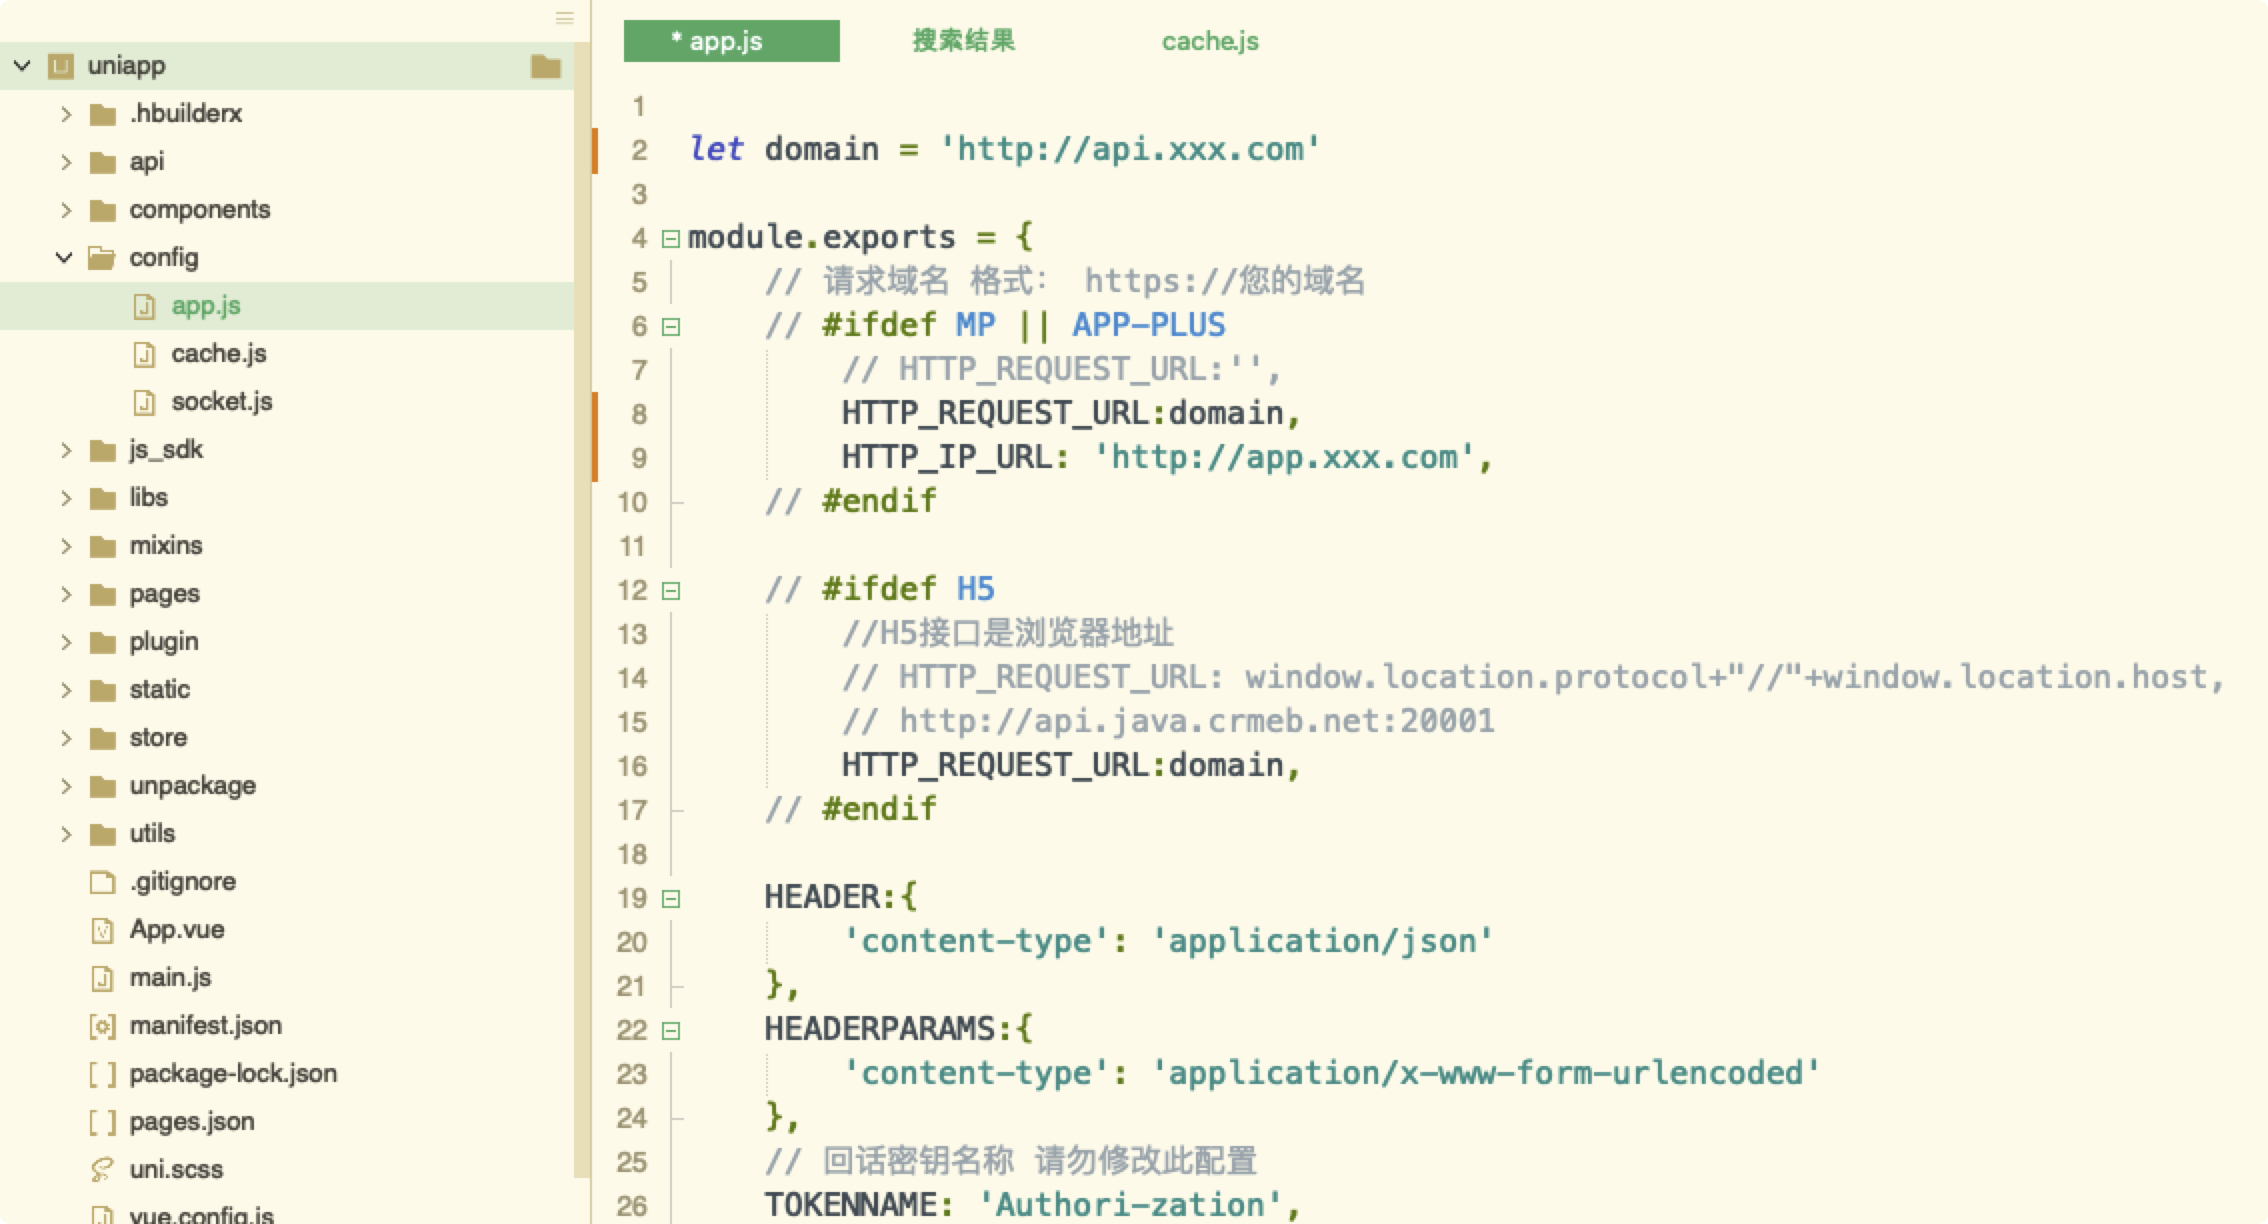 uniapp
.hbuilderx
api
components
config
app.js
cache.js
socket.js
js_sdk
libs
mixins
pages
plugin
static
store
unpackage
utils
.gitignore
App.vue
main.js
manifest.json
package-lock.json
pages.json
uni.scss
vue.config.js
* app.js 搜索结果 cache.js
1
2 let domain = 'http://api.xxx.com'
3
4 module.exports = {
5 // 请求域名 格式： https://您的域名
6 // #ifdef MP || APP-PLUS
7 // HTTP_REQUEST_URL:'',
8 HTTP_REQUEST_URL:domain,
9 HTTP_IP_URL: 'http://app.xxx.com',
10 // #endif
11
12 // #ifdef H5
13 //H5接口是浏览器地址
14 // HTTP_REQUEST_URL: window.location.protocol+"//"+window.location.host,
15 // http://api.java.crmeb.net:20001
16 HTTP_REQUEST_URL:domain,
17 // #endif
18
19 HEADER:{
20 'content-type': 'application/json'
21 },
22 HEADERPARAMS:{
23 'content-type': 'application/x-www-form-urlencoded'
24 },
25 // 回话密钥名称 请勿修改此配置
26 TOKENNAME: 'Authori-zation',